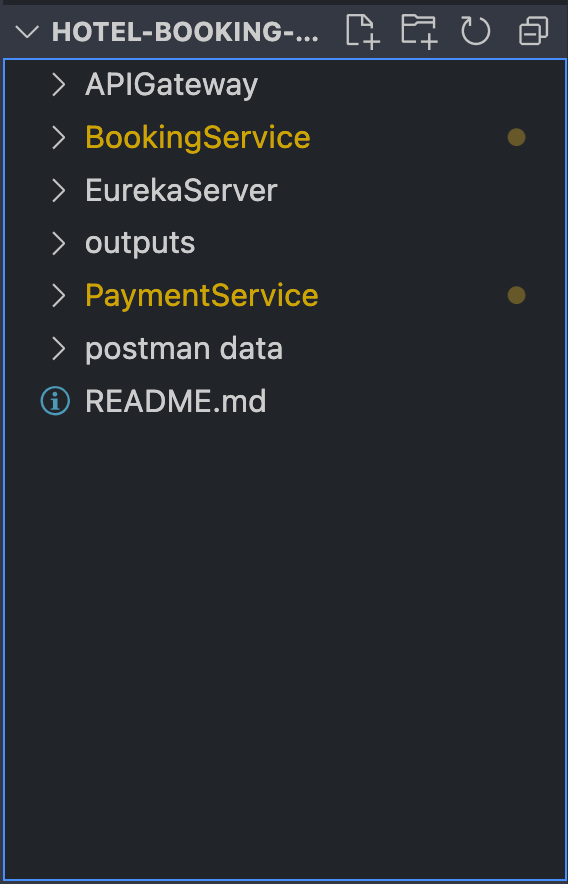 HOTEL-BOOKING-...
APIGateway
BookingService
EurekaServer
outputs
PaymentService
postman data
README.md